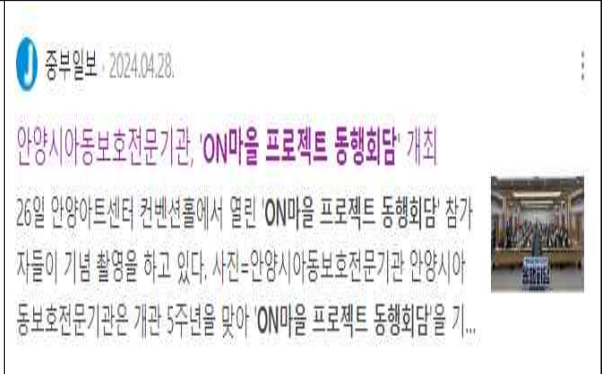 중부일보 · 2024.04.28.
안양시아동보호전문기관, 'ON마을 프로젝트 동행회담' 개최
26일 안양아트센터 컨벤션홀에서 열린 'ON마을 프로젝트 동행회담' 참가
자들이 기념 촬영을 하고 있다. 사진=안양시아동보호전문기관 안양시아
동보호전문기관은 개관 5주년을 맞아 'ON마을 프로젝트 동행회담'을 기...